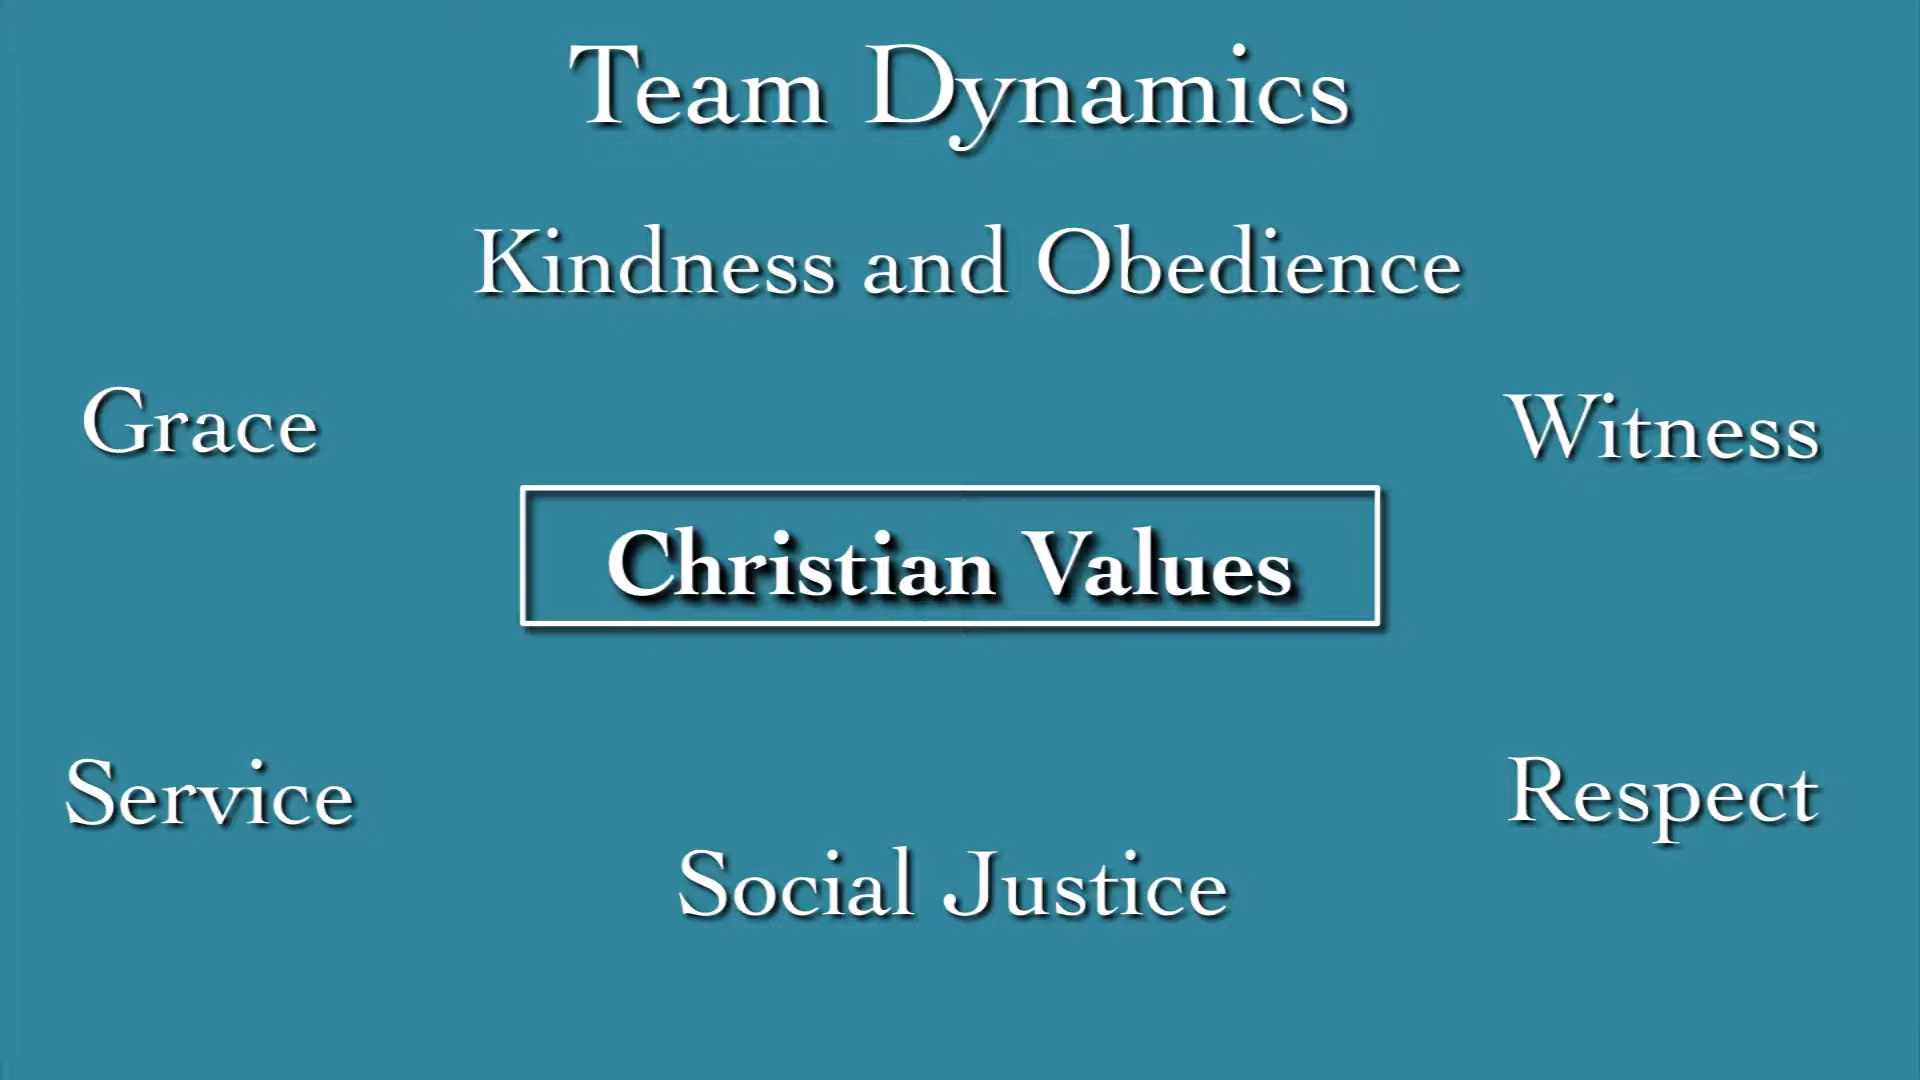 Team Dynamics
Kindness and Obedience
Grace
Witness
Christian Values
Service
Respect
Social Justice